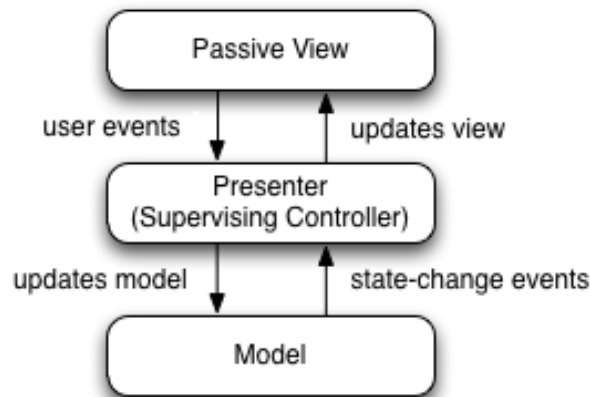 Passive View
user events
updates view
Presenter
(Supervising Controller)
updates model
state-change events
Model